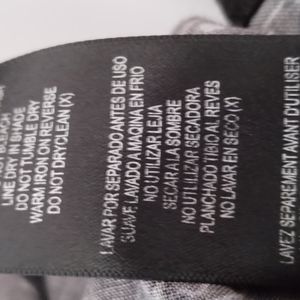 BLEACH
LINE DRY IN SHADE
DO NOT TUMBLE DRY
WARM IRON ON REVERSE
DO NOT DRYCLEAN (X)
LAVAR POR SEPARADO ANTES DE USO
SUAVE LAVADO A MAQUINA EN FRIO
NO UTILIZAR LEJA
SECAR A LA SOMBRE
NO UTILIZAR SECADORA
PLANCHADO TIBIO AL REVES
NO LAVAR EN SECO (X)
LAVEZ SEPAREMENT AVANT D'UTILISER